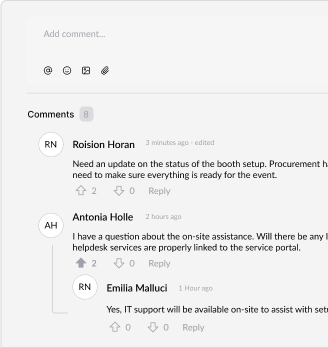 Add comment...
Comments 8
RN Roision Horan 3 minutes ago · edited
Need an update on the status of the booth setup. Procurement
need to make sure everything is ready for the event.
2 0 Reply
AH Antonia Holle 2 hours ago
I have a question about the on-site assistance. Will there be any
helpdesk services are properly linked to the service portal.
2 0 Reply
RN Emilia Malluci 1 Hour ago
Yes, IT support will be available on-site to assist with
0 0 Reply